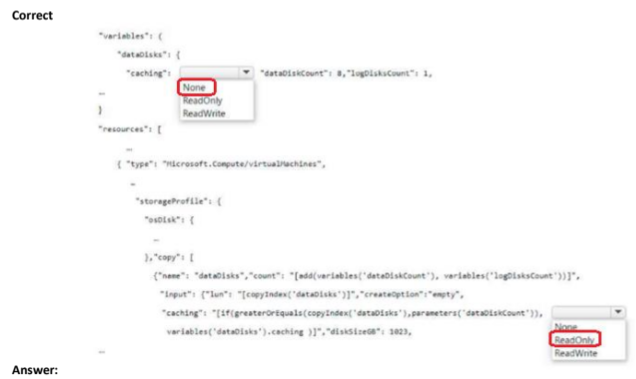 Correct
"variables": (
"dataDisks": {
"caching": "dataDiskCount": 8,"logDisksCount": 1,
None
…
ReadOnly
}
ReadWrite
"resources": [
…
{ "type": "Microsoft.Compute/virtualMachines",
…
"storageProfile": {
"osDisk": {
…
},"copy": [
{"name": "dataDisks","count": "[add(variables('dataDiskCount'), variables('logDisksCount'))]",
"input": {"lun": "[copyIndex('dataDisks')]","createOption":"empty",
"caching": "[if(greaterOrEquals(copyIndex('dataDisks'),parameters('dataDiskCount')),
None
variables('dataDisks').caching )]","diskSizeGB": 1023,
ReadOnly
…
ReadWrite
Answer: